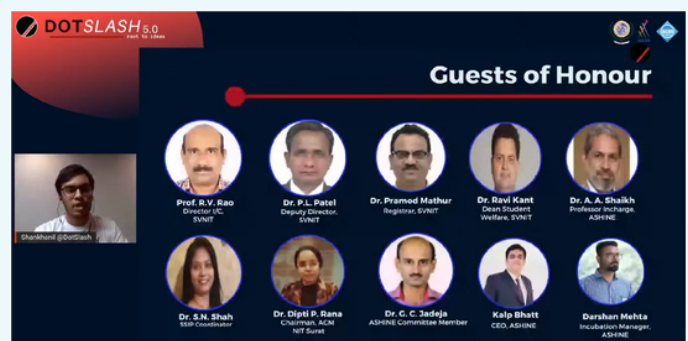 DOTSLASH 5.0
root to ideas
Guests of Honour
Prof. R.V. Rao
Director I/C,
SVNIT
Dr. P.L. Patel
Deputy Director,
SVNIT
Dr. Pramod Mathur
Registrar, SVNIT
Dr. Ravi Kant
Dean Student
Welfare, SVNIT
Dr. A. A. Shaikh
Professor Incharge,
ASHINE
Shankhanil @DotSlash
Dr. S.N. Shah
SSIP Coordinator
Dr. Dipti P. Rana
Chairman, ACM
NIT Surat
Dr. G. C. Jadeja
ASHINE Committee Member
Kalp Bhatt
CEO, ASHINE
Darshan Mehta
Incubation Manager,
ASHINE